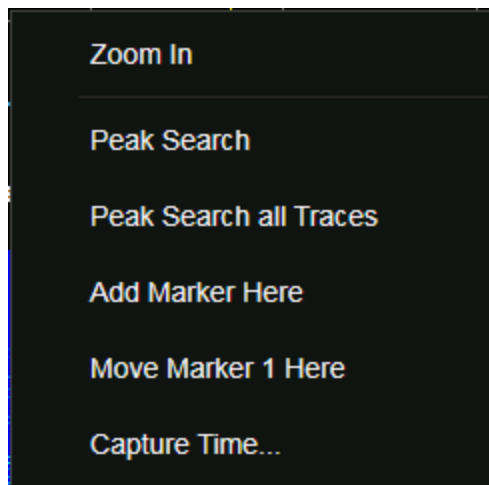 Zoom In
Peak Search
Peak Search all Traces
Add Marker Here
Move Marker 1 Here
Capture Time...